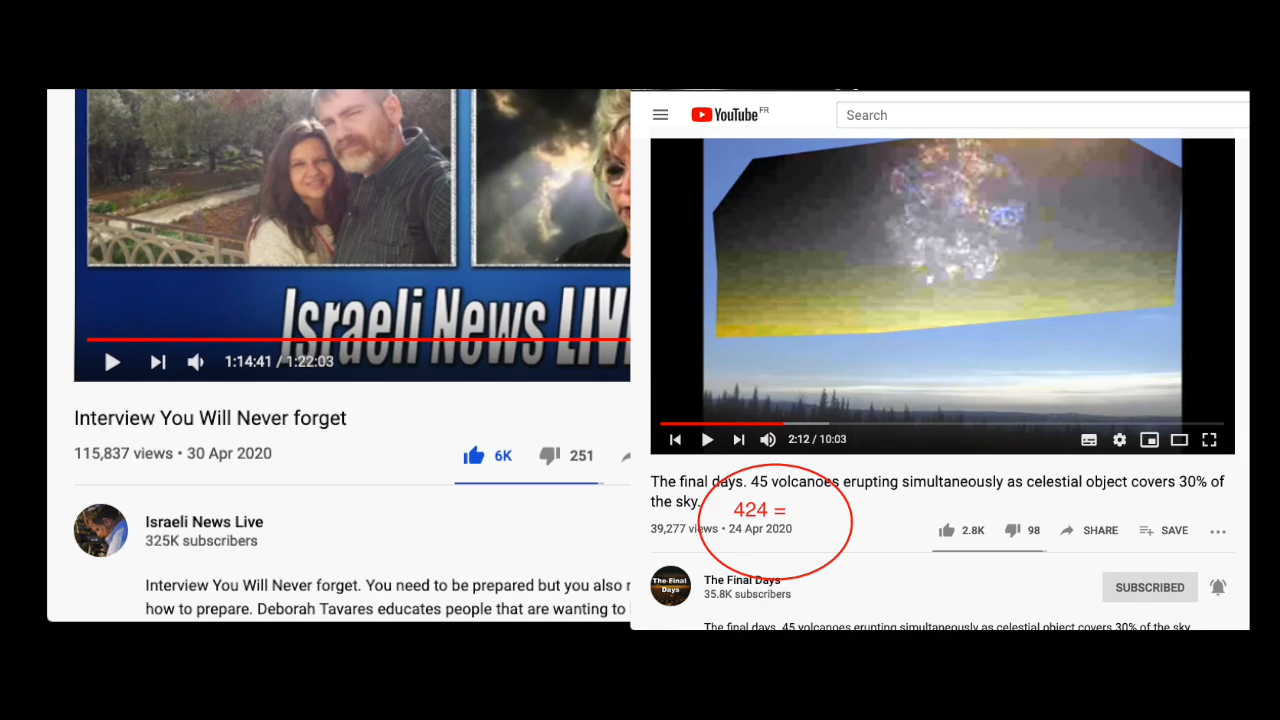 Israeli News LIV
1:14:41 / 1:22:03
Interview You Will Never forget
115,837 views • 30 Apr 2020
6K
251
Israeli News Live
325K subscribers
Interview You Will Never forget. You need to be prepared but you also
how to prepare. Deborah Tavares educates people that are wanting to
YouTube FR
Search
2:12 / 10:03
The final days. 45 volcanoes erupting simultaneously as celestial object covers 30% of
the sky.
424 =
39,277 views • 24 Apr 2020
2.8K
98
SHARE
SAVE
The Final
Days
The Final Days
35.8K subscribers
SUBSCRIBED
The final days. 45 volcanoes erupting simultaneously as celestial object covers 30% of the sky